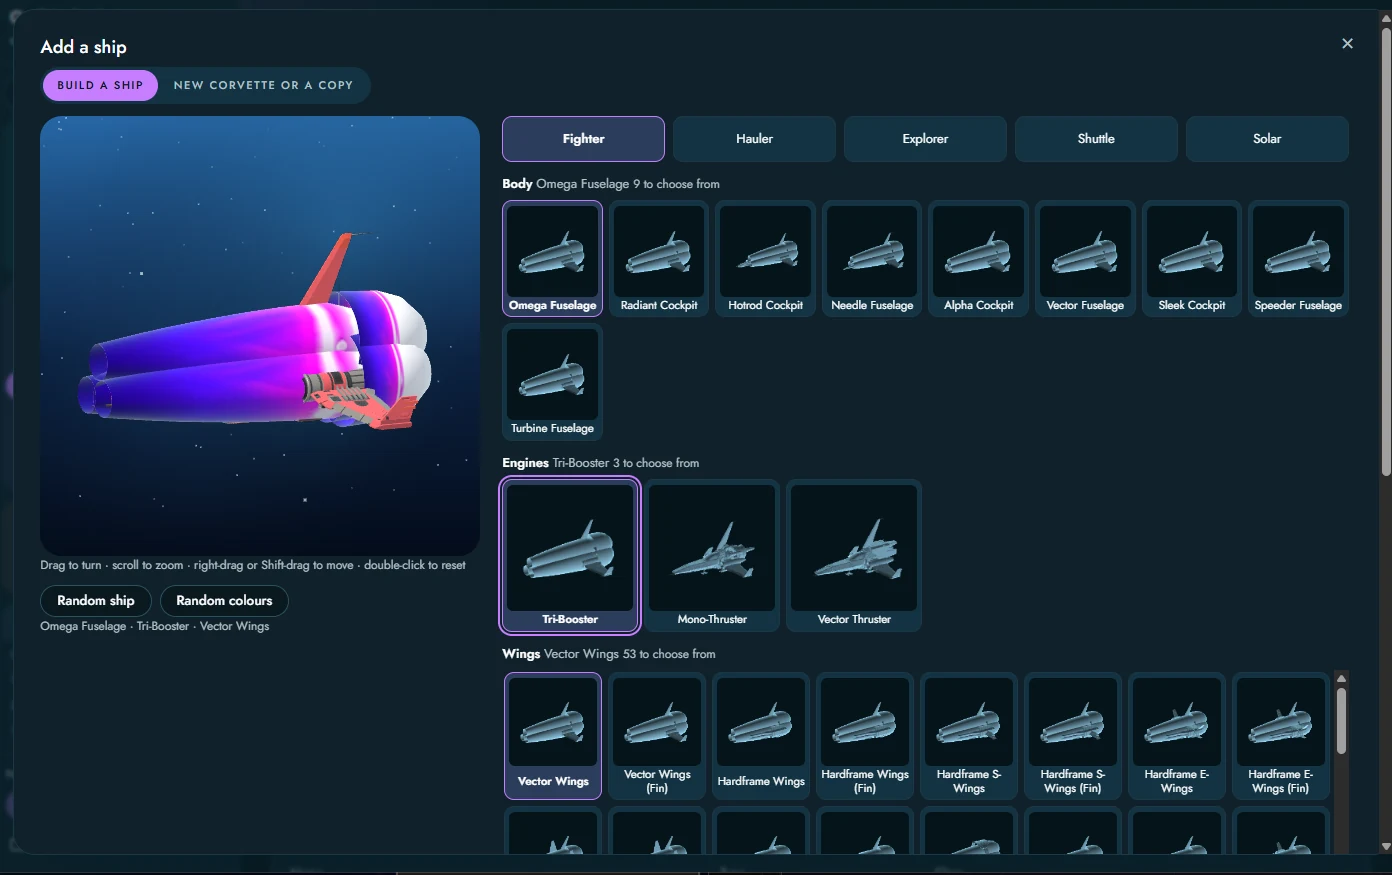 Add a ship
BUILD A SHIP
NEW CORVETTE OR A COPY
Fighter
Hauler
Explorer
Shuttle
Solar
Body Omega Fuselage 9 to choose from
Omega Fuselage
Radiant Cockpit
Hotrod Cockpit
Needle Fuselage
Alpha Cockpit
Vector Fuselage
Sleek Cockpit
Speeder Fuselage
Turbine Fuselage
Engines Tri-Booster 3 to choose from
Tri-Booster
Mono-Thruster
Vector Thruster
Drag to turn · scroll to zoom · right-drag or Shift-drag to move · double-click to reset
Random ship
Random colours
Omega Fuselage · Tri-Booster · Vector Wings
Wings Vector Wings 53 to choose from
Vector Wings
Vector Wings
(Fin)
Hardframe Wings
Hardframe Wings
(Fin)
Hardframe S-
Wings
Hardframe S-
Wings (Fin)
Hardframe E-
Wings
Hardframe E-
Wings (Fin)